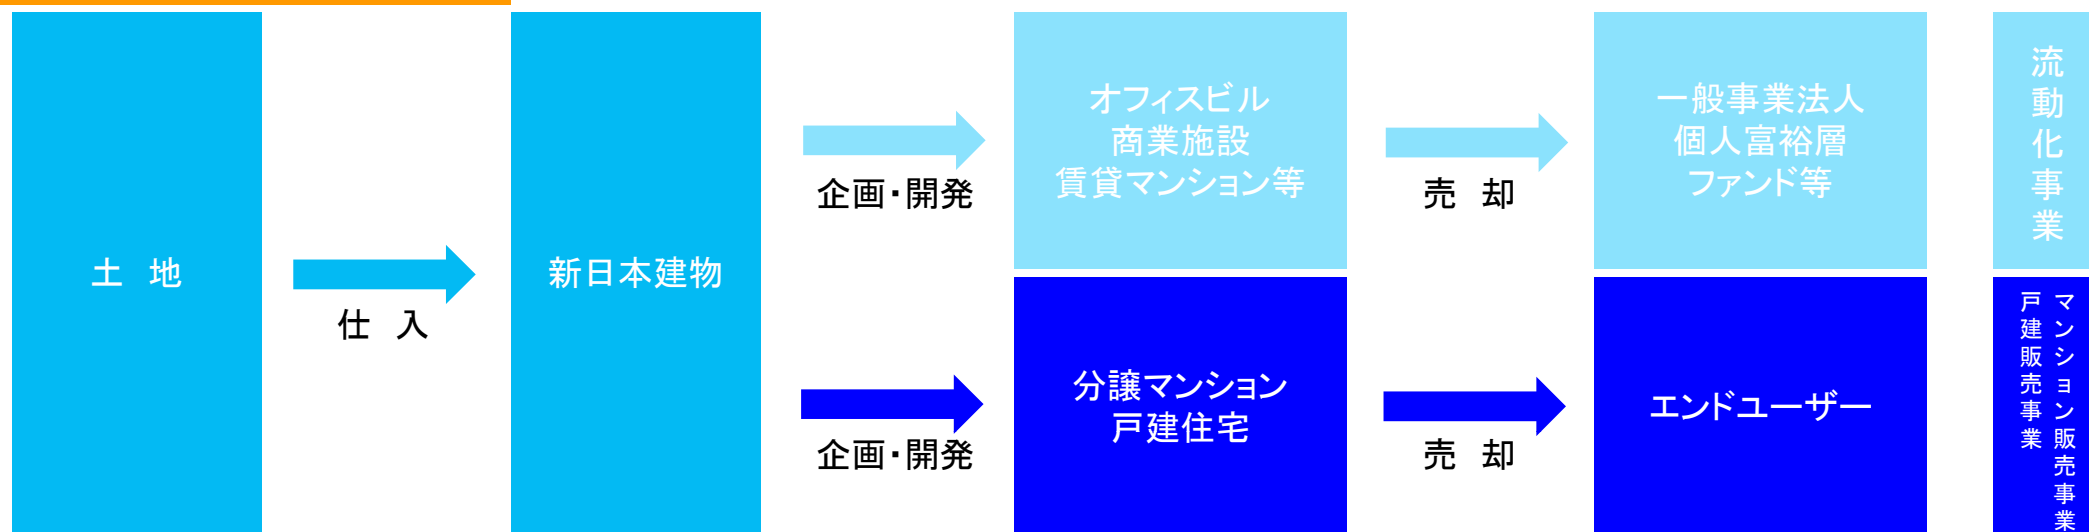 土　地
仕　入
新日本建物
企画・開発
オフィスビル
商業施設
賃貸マンション等
売　却
一般事業法人
個人富裕層
ファンド等
流動化事業
企画・開発
分譲マンション
戸建住宅
売　却
エンドユーザー
マンション販売事業
戸建販売事業